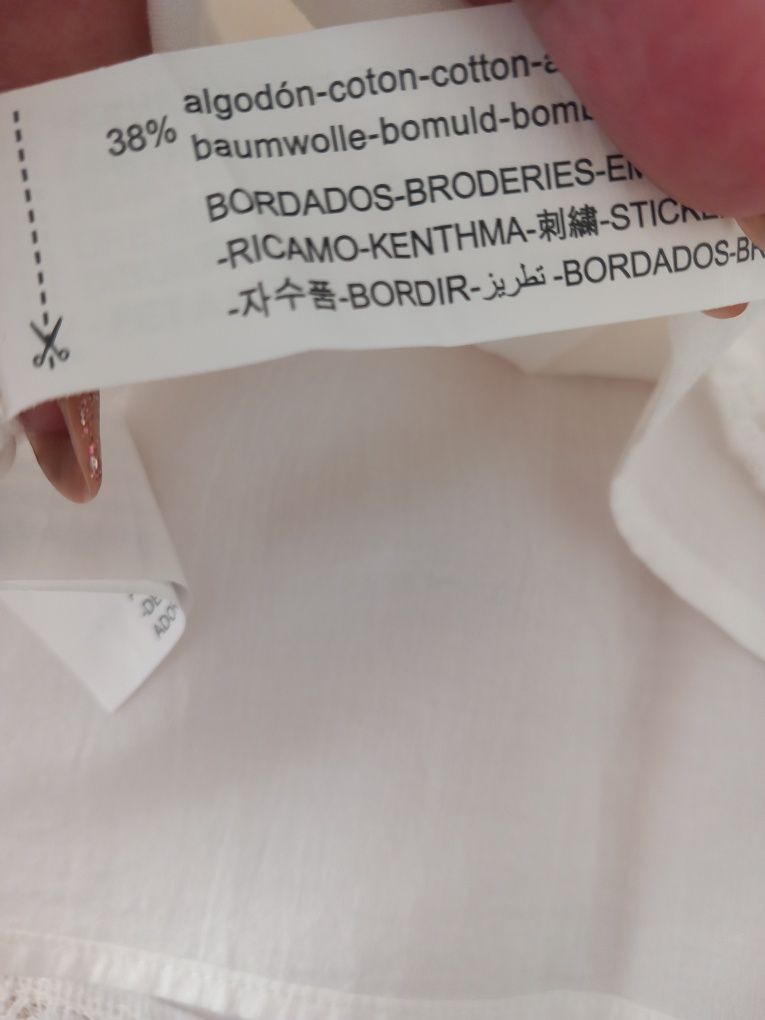 38% algodón-coton-cotton-
baumwolle-bomuld-
BORDADOS-BRODERIES-
-RICAMO-KENTHMA-刺繡-
-자수품-BORDIR-تطريز-BORDADOS-